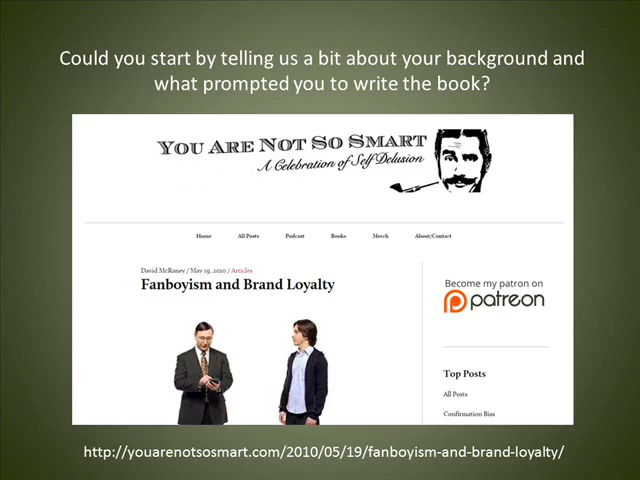 Could you start by telling us a bit about your background and
what prompted you to write the book?
YOU ARE NOT SO SMART
A Celebration of Self Delusion
Home All Posts Podcast Books Merch About/Contact
David McRaney / May 19, 2010 / Articles
Fanboyism and Brand Loyalty
Become my patron on
patreon
Top Posts
All Posts
Confirmation Bias
http://youarenotsosmart.com/2010/05/19/fanboyism-and-brand-loyalty/